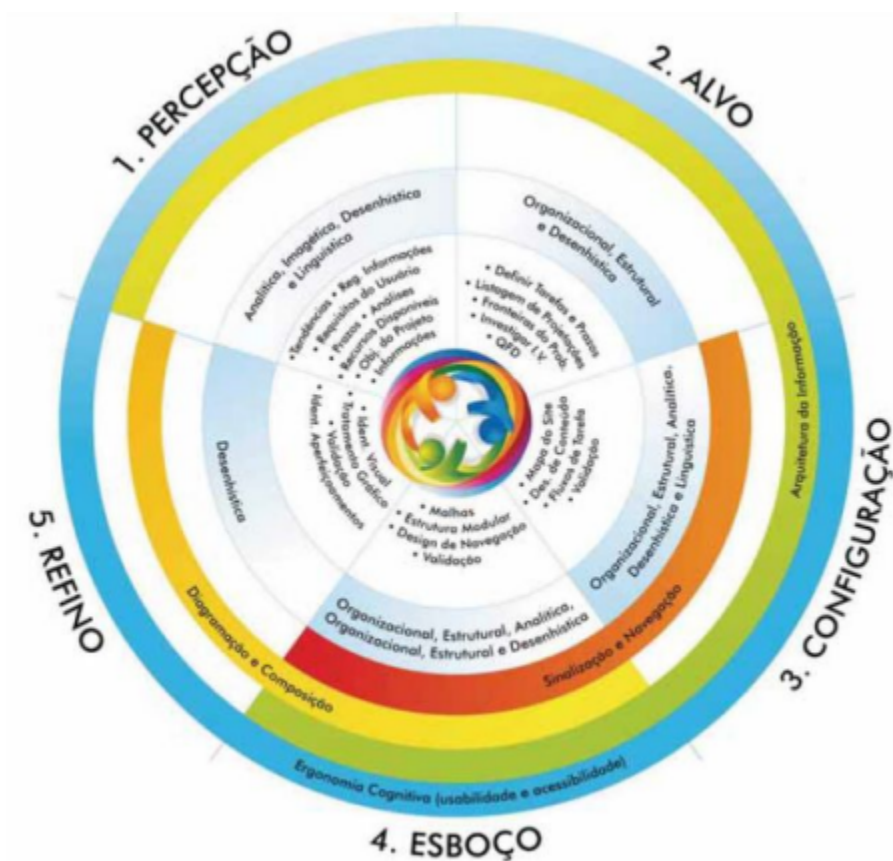 1. PERCEPÇÃO
Analítica, Imagética, Desenhística
e Linguística
•Tendências • Reg. Informações
• Requisitos do Usuário
• Prazos • Análises
• Recursos Disponíveis
• Obj. do Projeto
• Informações
2. ALVO
Organizacional, Estrutural
e Desenhística
• Definir Tarefas e Prazos
• Listagem de Projetações
• Fronteiras do Prob.
• Investigar I.V.
• QFD
3. CONFIGURAÇÃO
Organizacional, Estrutural, Analítica,
Desenhística e Linguística
• Mapa do Site
• Des. de Conteúdo
• Fluxos de Tarefa
• Validação
4. ESBOÇO
• Malhas
• Estrutura Modular
• Design de Navegação
• Validação
Organizacional, Estrutural, Analítica,
Organizacional, Estrutural e Desenhística
5. REFINO
Desenhística
• Ident. Visual
• Tratamento Gráfico
• Validação
• Ident. Aperfeiçoamentos
Arquitetura da Informação
Sinalização e Navegação
Diagramação e Composição
Ergonomia Cognitiva (usabilidade e acessibilidade)